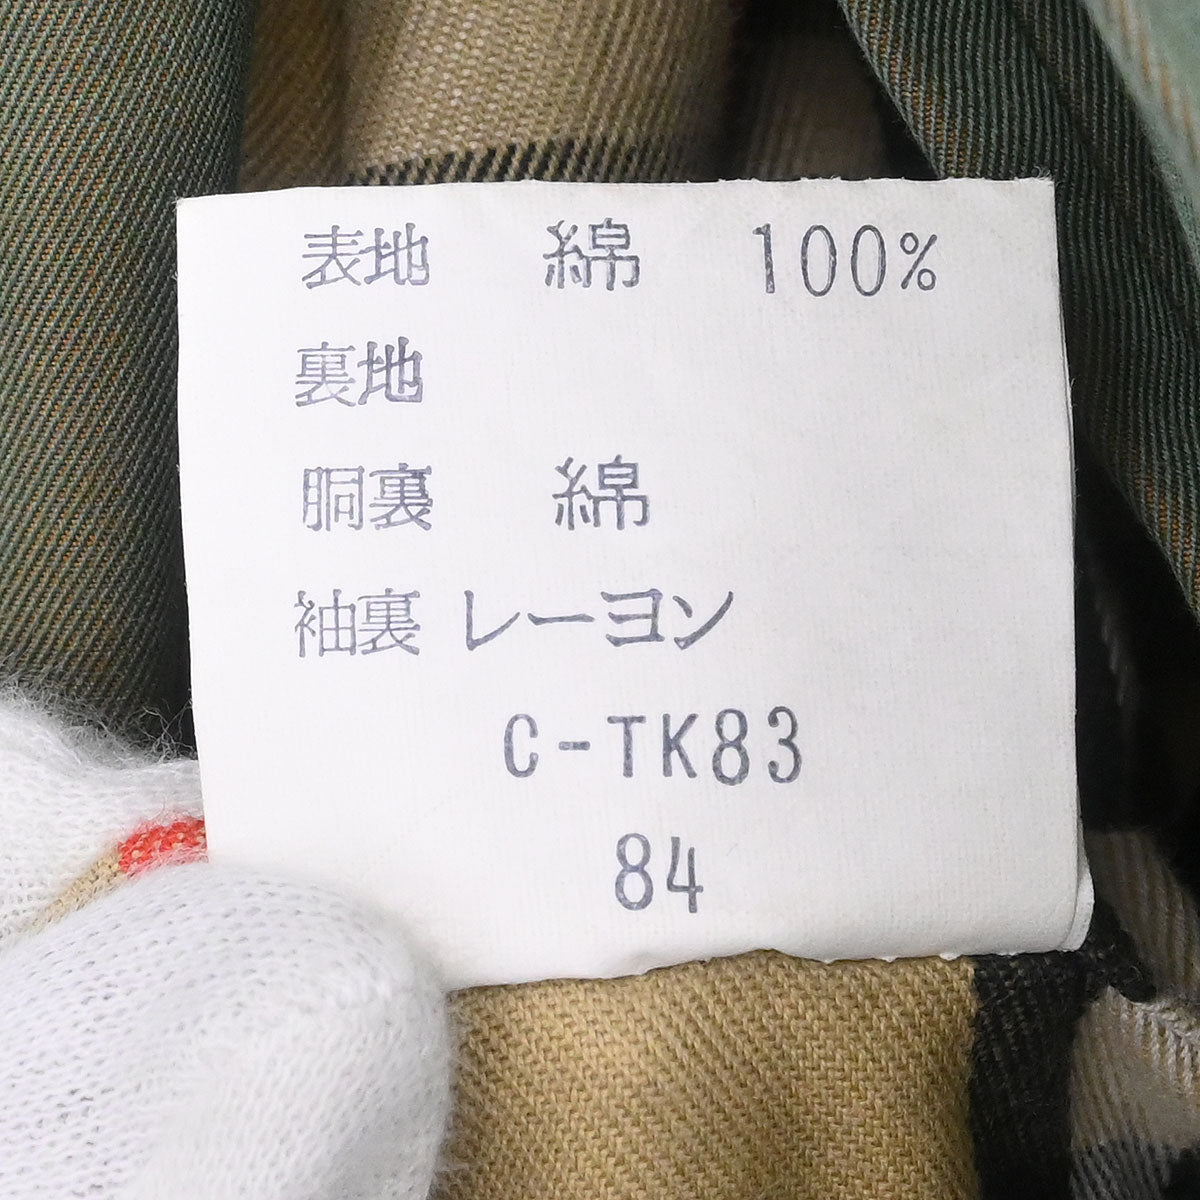 表地 綿 100%
裏地
胴裏 綿
袖裏 レーヨン
C-TK83
84